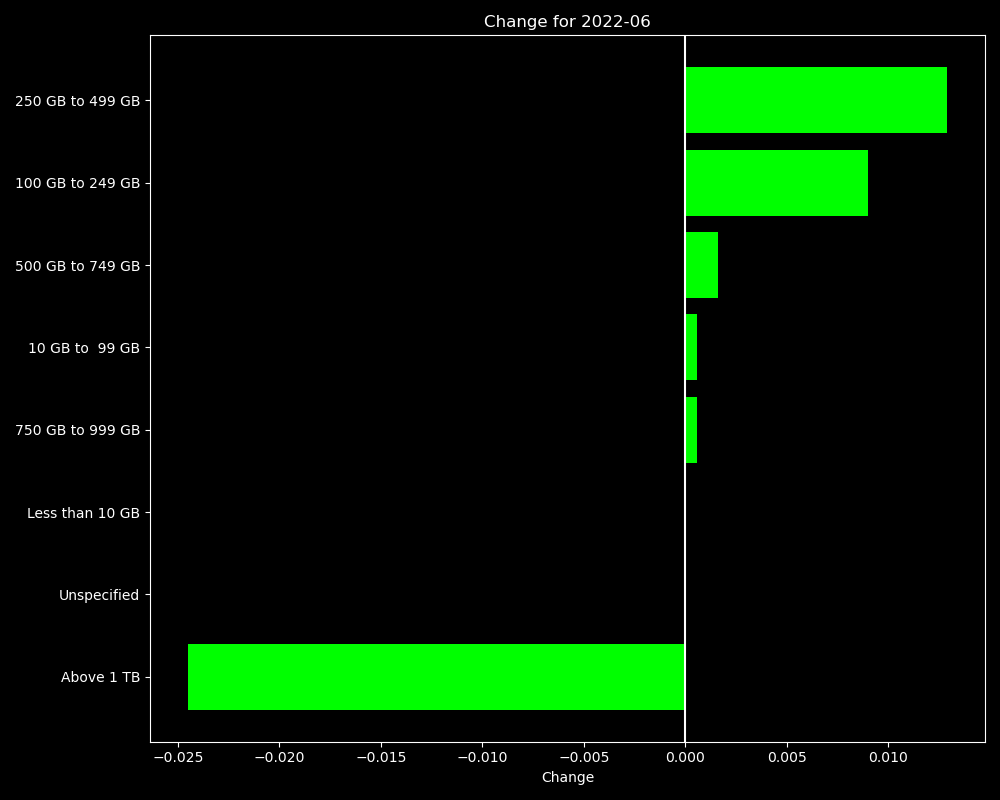 Change for 2022-06
250 GB to 499 GB
100 GB to 249 GB
500 GB to 749 GB
10 GB to  99 GB
750 GB to 999 GB
Less than 10 GB
Unspecified
Above 1 TB
−0.025 −0.020 −0.015 −0.010 −0.005 0.000 0.005 0.010
Change